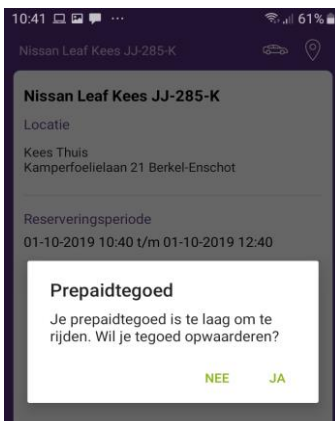 10:41 ... 61%
Nissan Leaf Kees JJ-285-K
Nissan Leaf Kees JJ-285-K
Locatie
Kees Thuis
Kamperfoelielaan 21 Berkel-Enschot
Reserveringsperiode
01-10-2019 10:40 t/m 01-10-2019 12:40
Prepaidtegoed
Je prepaidtegoed is te laag om te
rijden. Wil je tegoed opwaarderen?
NEE JA